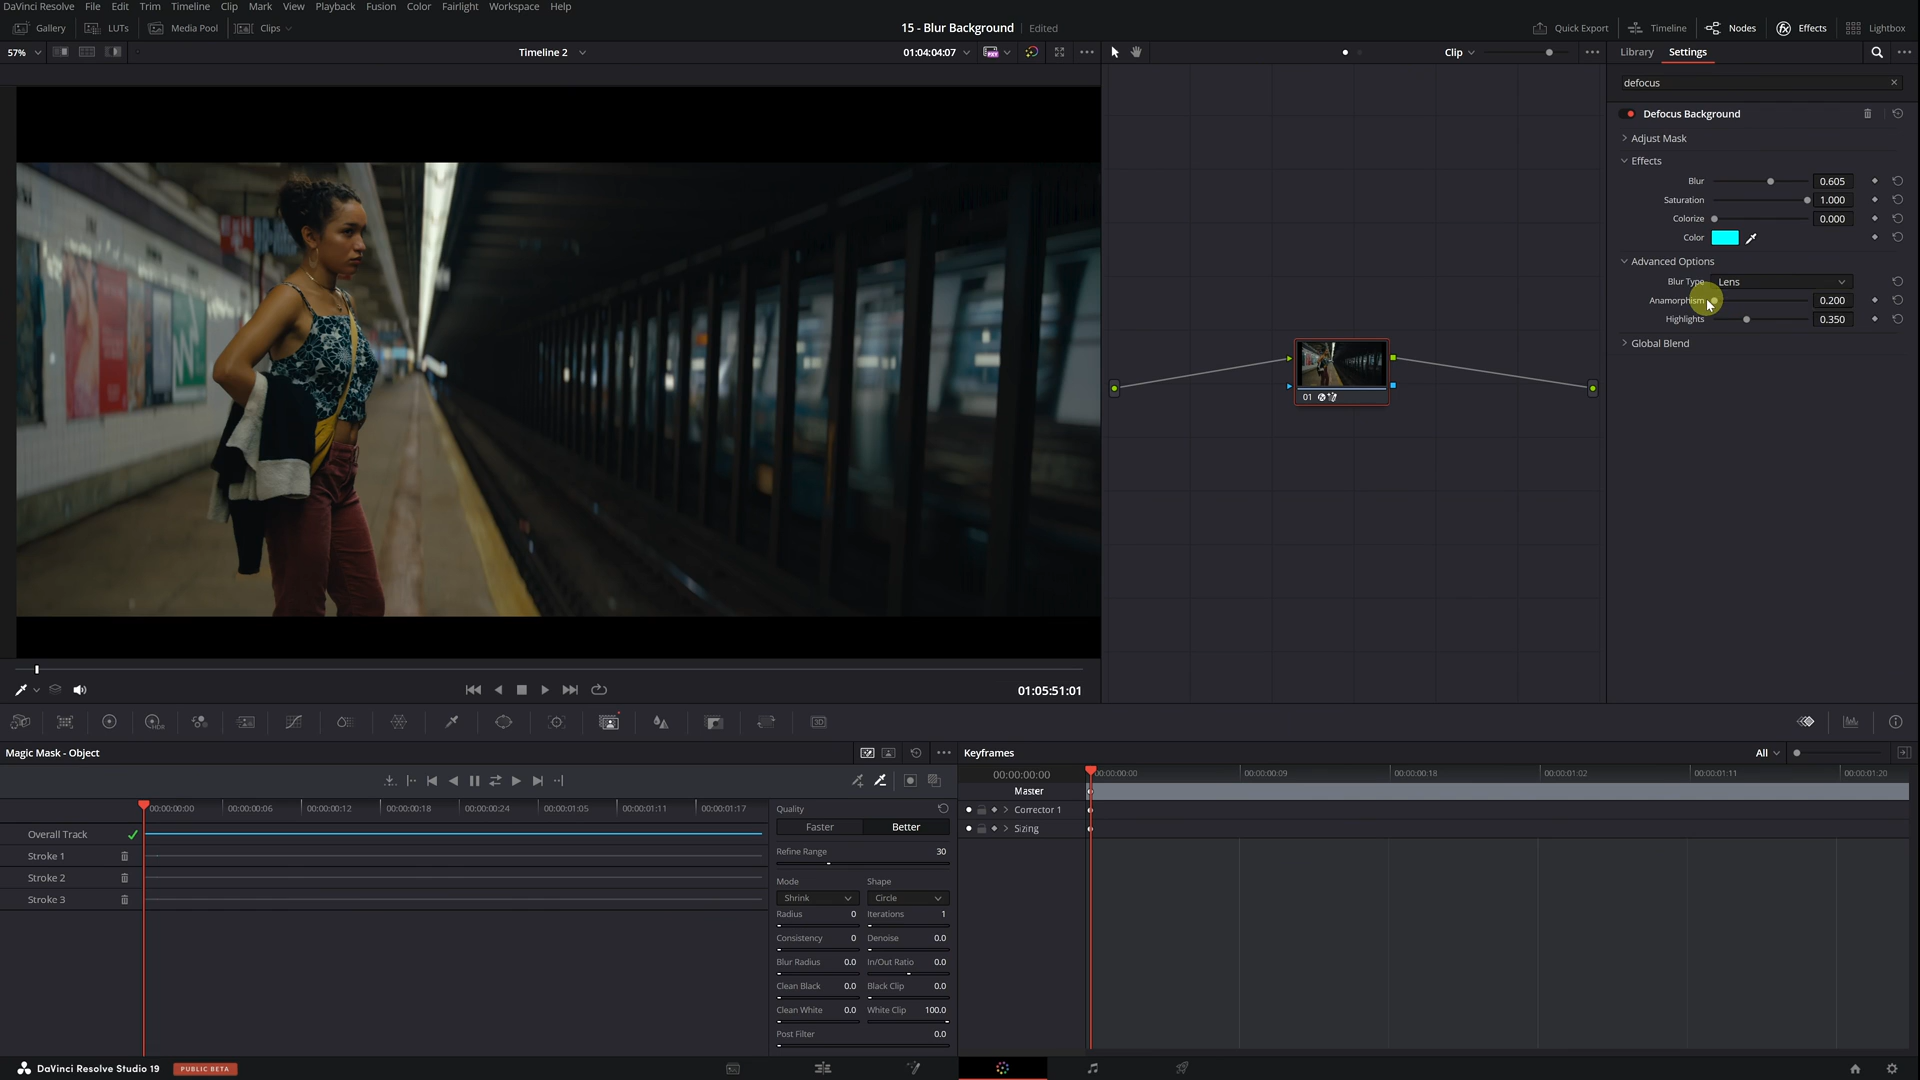 DaVinci Resolve File Edit Trim Timeline Clip Mark View Playback Fusion Color Fairlight Workspace Help
Gallery LUTs Media Pool Clips 15 - Blur Background Edited Quick Export Timeline Nodes Effects Lightbox
57% Timeline 2 01:04:04:07 Clip Library Settings
defocus
Defocus Background
Adjust Mask
Effects
Blur 0.605
Saturation 1.000
Colorize 0.000
Color
Advanced Options
Blur Type Lens
Anamorphism 0.200
Highlights 0.350
Global Blend
01
01:05:51:01
3D
Magic Mask - Object
Keyframes All
00:00:00:00 00:00:00:00 00:00:00:09 00:00:00:18 00:00:01:02 00:00:01:11 00:00:01:20
Master
Corrector 1
Sizing
00:00:00:00 00:00:00:06 00:00:00:12 00:00:00:18 00:00:00:24 00:00:01:05 00:00:01:11 00:00:01:17
Overall Track
Stroke 1
Stroke 2
Stroke 3
Quality
Faster Better
Refine Range 30
Mode Shape
Shrink Circle
Radius 0 Iterations 1
Consistency 0 Denoise 0.0
Blur Radius 0.0 In/Out Ratio 0.0
Clean Black 0.0 Black Clip 0.0
Clean White 0.0 White Clip 100.0
Post Filter 0.0
DaVinci Resolve Studio 19 PUBLIC BETA